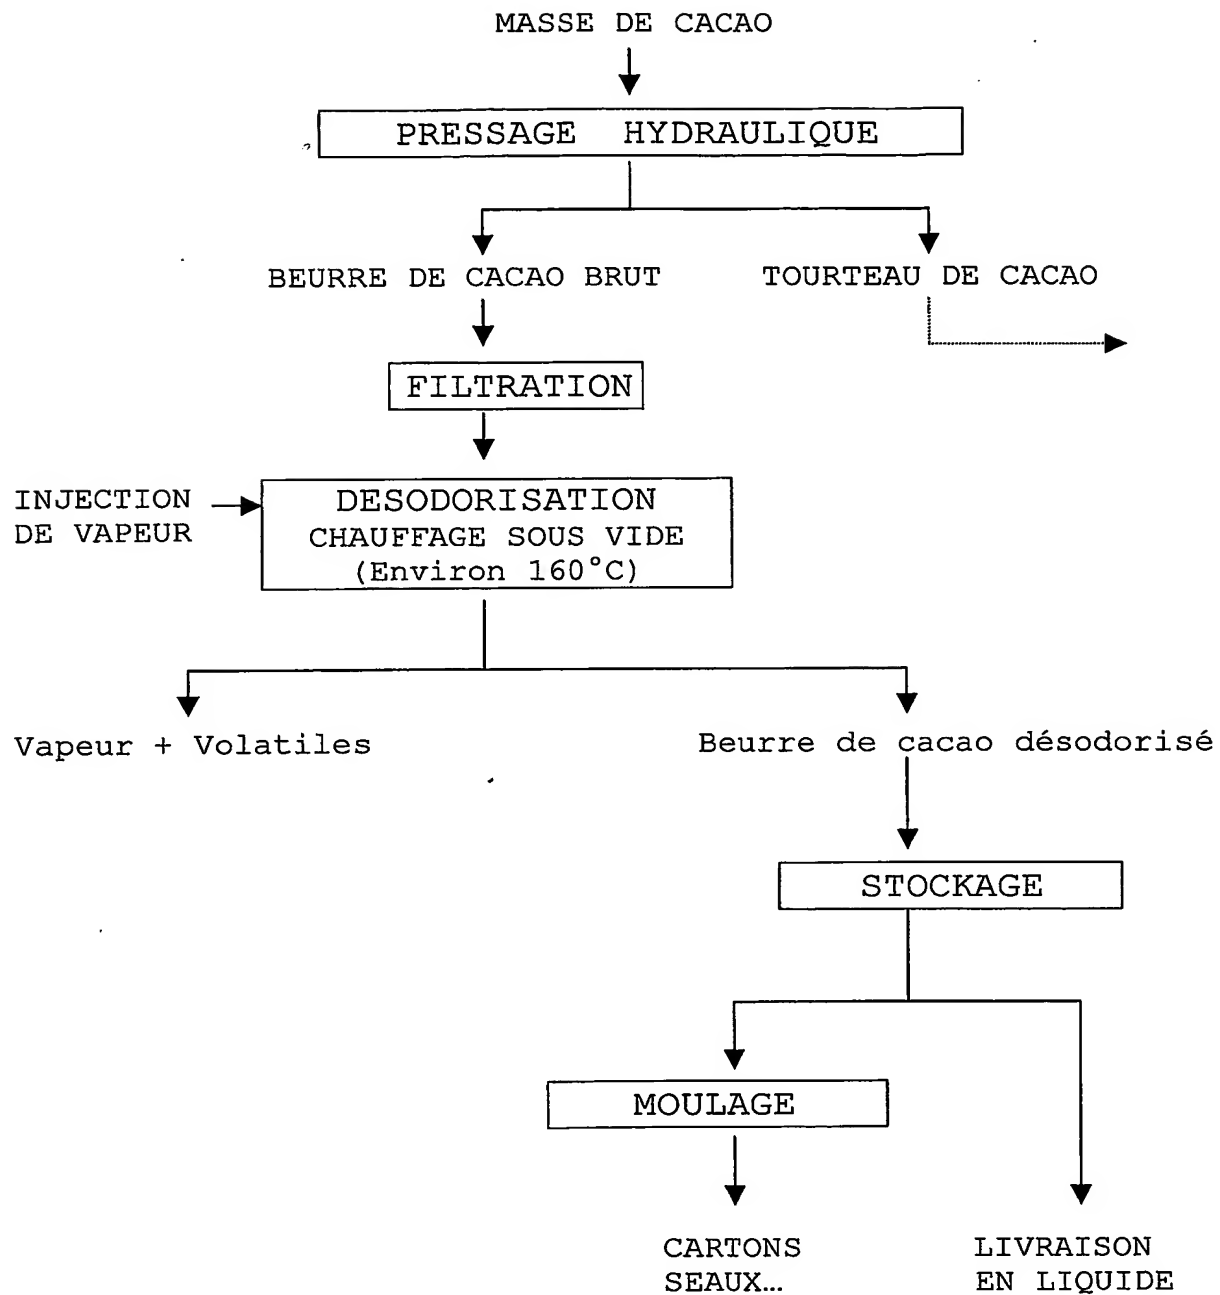 MASSE DE CACAO
PRESSAGE HYDRAULIQUE
BEURRE DE CACAO BRUT
TOURTEAU DE CACAO
FILTRATION
INJECTION
DE VAPEUR
DESODORISATION
CHAUFFAGE SOUS VIDE
(Environ 160°C)
Vapeur + Volatiles
Beurre de cacao désodorisé
STOCKAGE
MOULAGE
CARTONS
SEAUX…
LIVRAISON
EN LIQUIDE